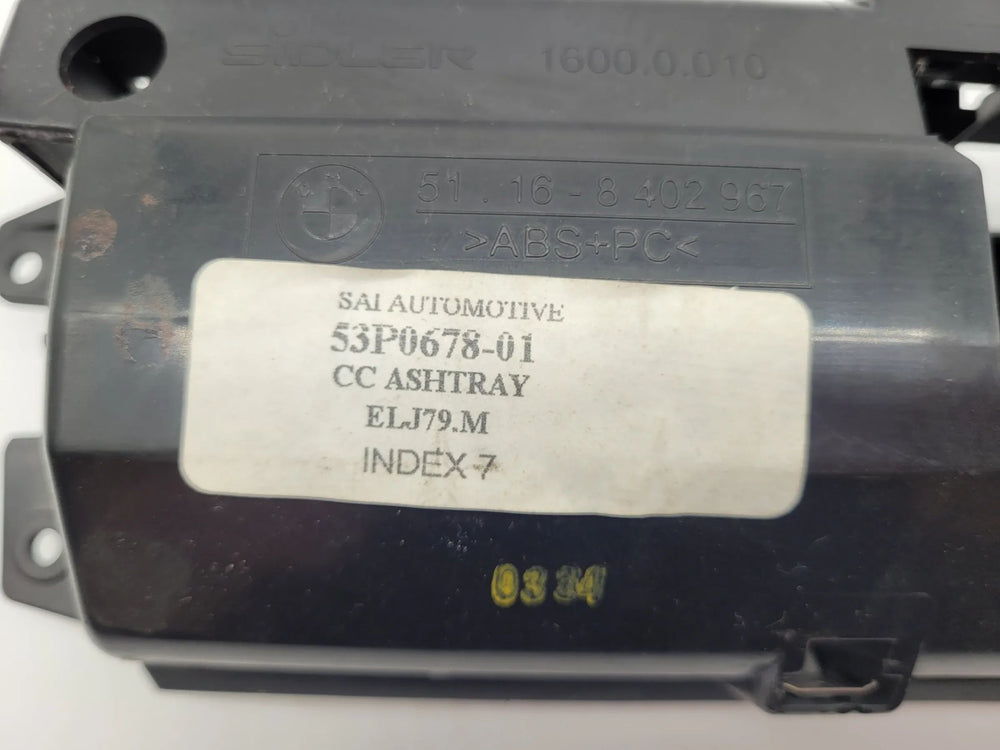 SiDLER 1600.0.010
BMW
51.16-8 402 967
>ABS+PC<
SAI AUTOMOTIVE
53P0678-01
CC ASHTRAY
ELJ79.M
INDEX 7